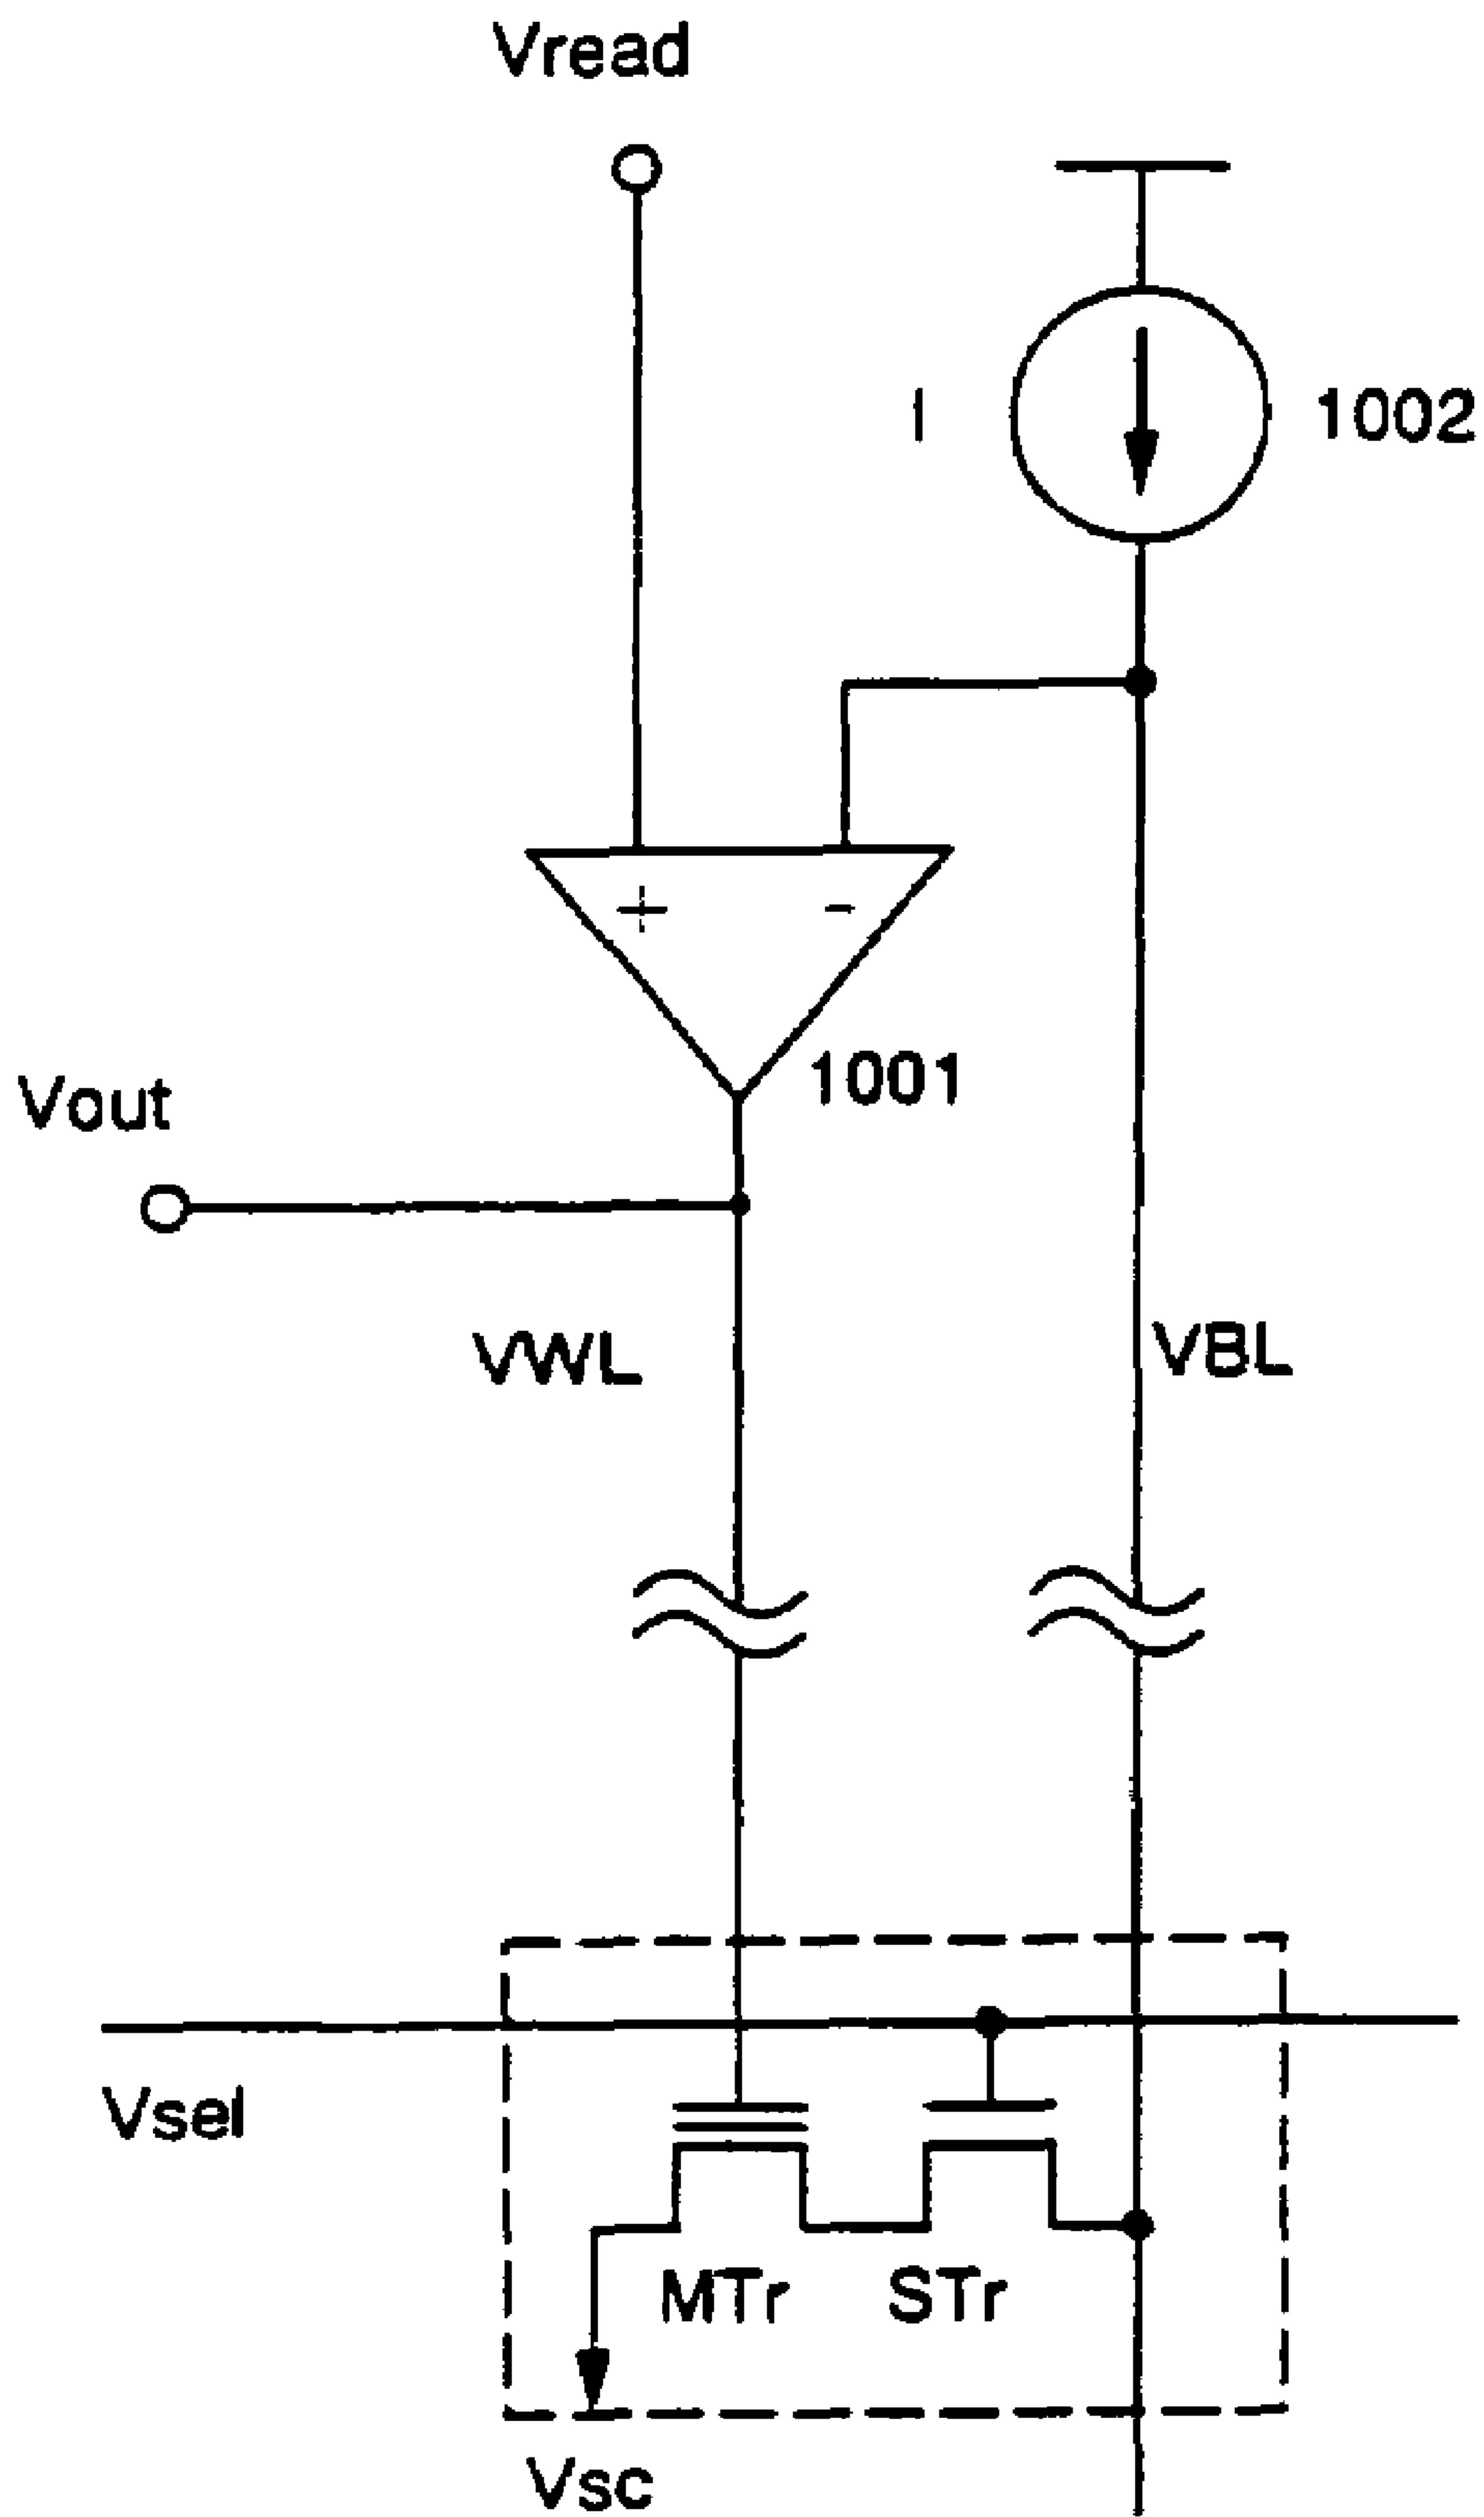 Vread
I
1002
+
-
1001
Vout
VWL
VBL
Vsel
MTr
STr
Vsc